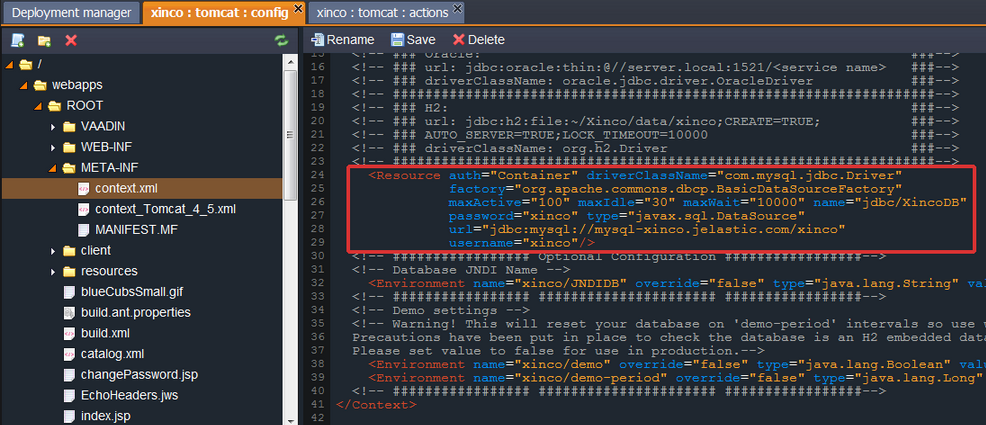 Deployment manager
xinco : tomcat : config
xinco : tomcat : actions
Rename
Save
Delete
/
webapps
ROOT
VAADIN
WEB-INF
META-INF
context.xml
context_Tomcat_4_5.xml
MANIFEST.MF
client
resources
blueCubsSmall.gif
build.ant.properties
build.xml
catalog.xml
changePassword.jsp
EchoHeaders.jws
index.jsp
15 <!-- ### Oracle: ###-->
16 <!-- ### url: jdbc:oracle:thin:@//server.local:1521/<service name> ###-->
17 <!-- ### driverClassName: oracle.jdbc.driver.OracleDriver ###-->
18 <!-- ####################################################################-->
19 <!-- ### H2: ###-->
20 <!-- ### url: jdbc:h2:file:~/Xinco/data/xinco;CREATE=TRUE; ###-->
21 <!-- ### AUTO_SERVER=TRUE;LOCK_TIMEOUT=10000 ###-->
22 <!-- ### driverClassName: org.h2.Driver ###-->
23 <!-- ####################################################################-->
24 <Resource auth="Container" driverClassName="com.mysql.jdbc.Driver"
25 factory="org.apache.commons.dbcp.BasicDataSourceFactory"
26 maxActive="100" maxIdle="30" maxWait="10000" name="jdbc/XincoDB"
27 password="xinco" type="javax.sql.DataSource"
28 url="jdbc:mysql://mysql-xinco.jelastic.com/xinco"
29 username="xinco"/>
30 <!-- ################# Optional Configuration #################-->
31 <!-- Database JNDI Name -->
32 <Environment name="xinco/JNDIDB" override="false" type="java.lang.String" val
33 <!-- ################# ##################### #################-->
34 <!-- Demo settings -->
35 <!-- Warning! This will reset your database on 'demo-period' intervals so use w
36 Precautions have been put in place to check the database is an H2 embedded data
37 Please set value to false for use in production.-->
38 <Environment name="xinco/demo" override="false" type="java.lang.Boolean" valu
39 <Environment name="xinco/demo-period" override="false" type="java.lang.Long"
40 <!-- ################# ##################### #################-->
41 </Context>
42